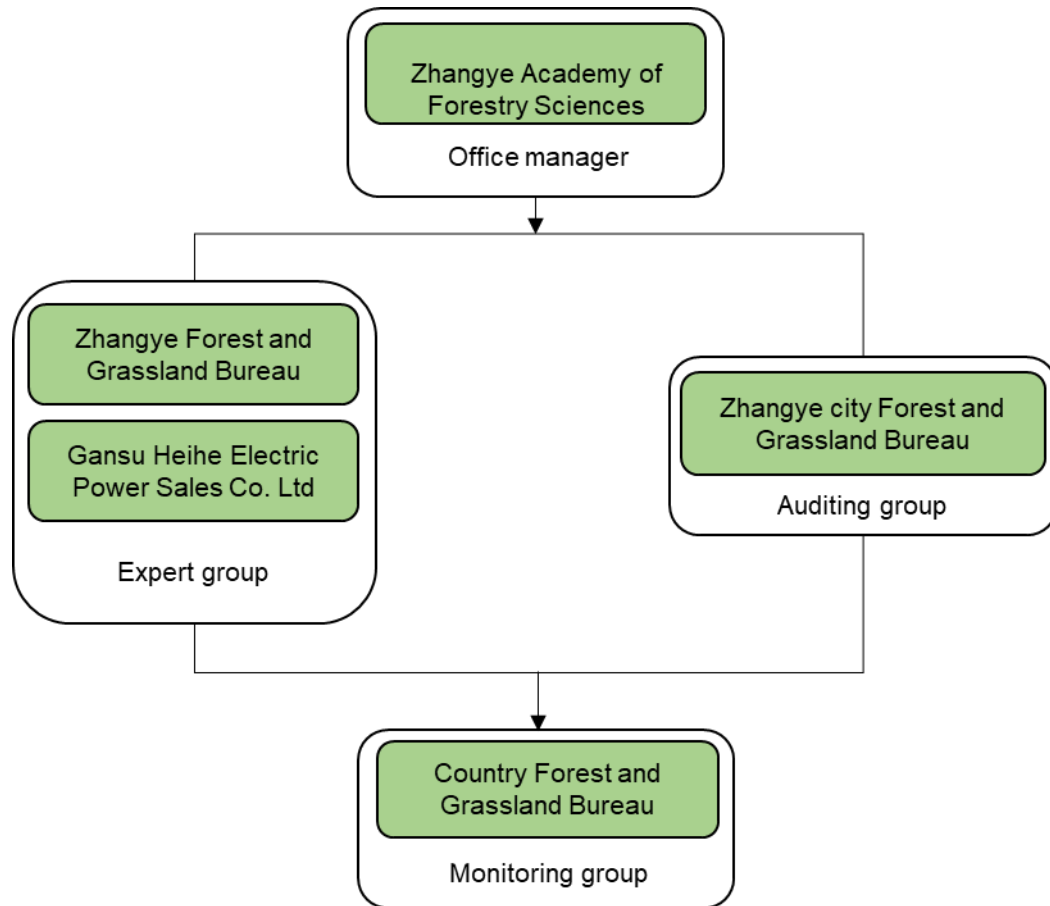 Zhangye Academy of
Forestry Sciences
Office manager
Zhangye Forest and
Grassland Bureau
Gansu Heihe Electric
Power Sales Co. Ltd
Expert group
Zhangye city Forest and
Grassland Bureau
Auditing group
Country Forest and
Grassland Bureau
Monitoring group